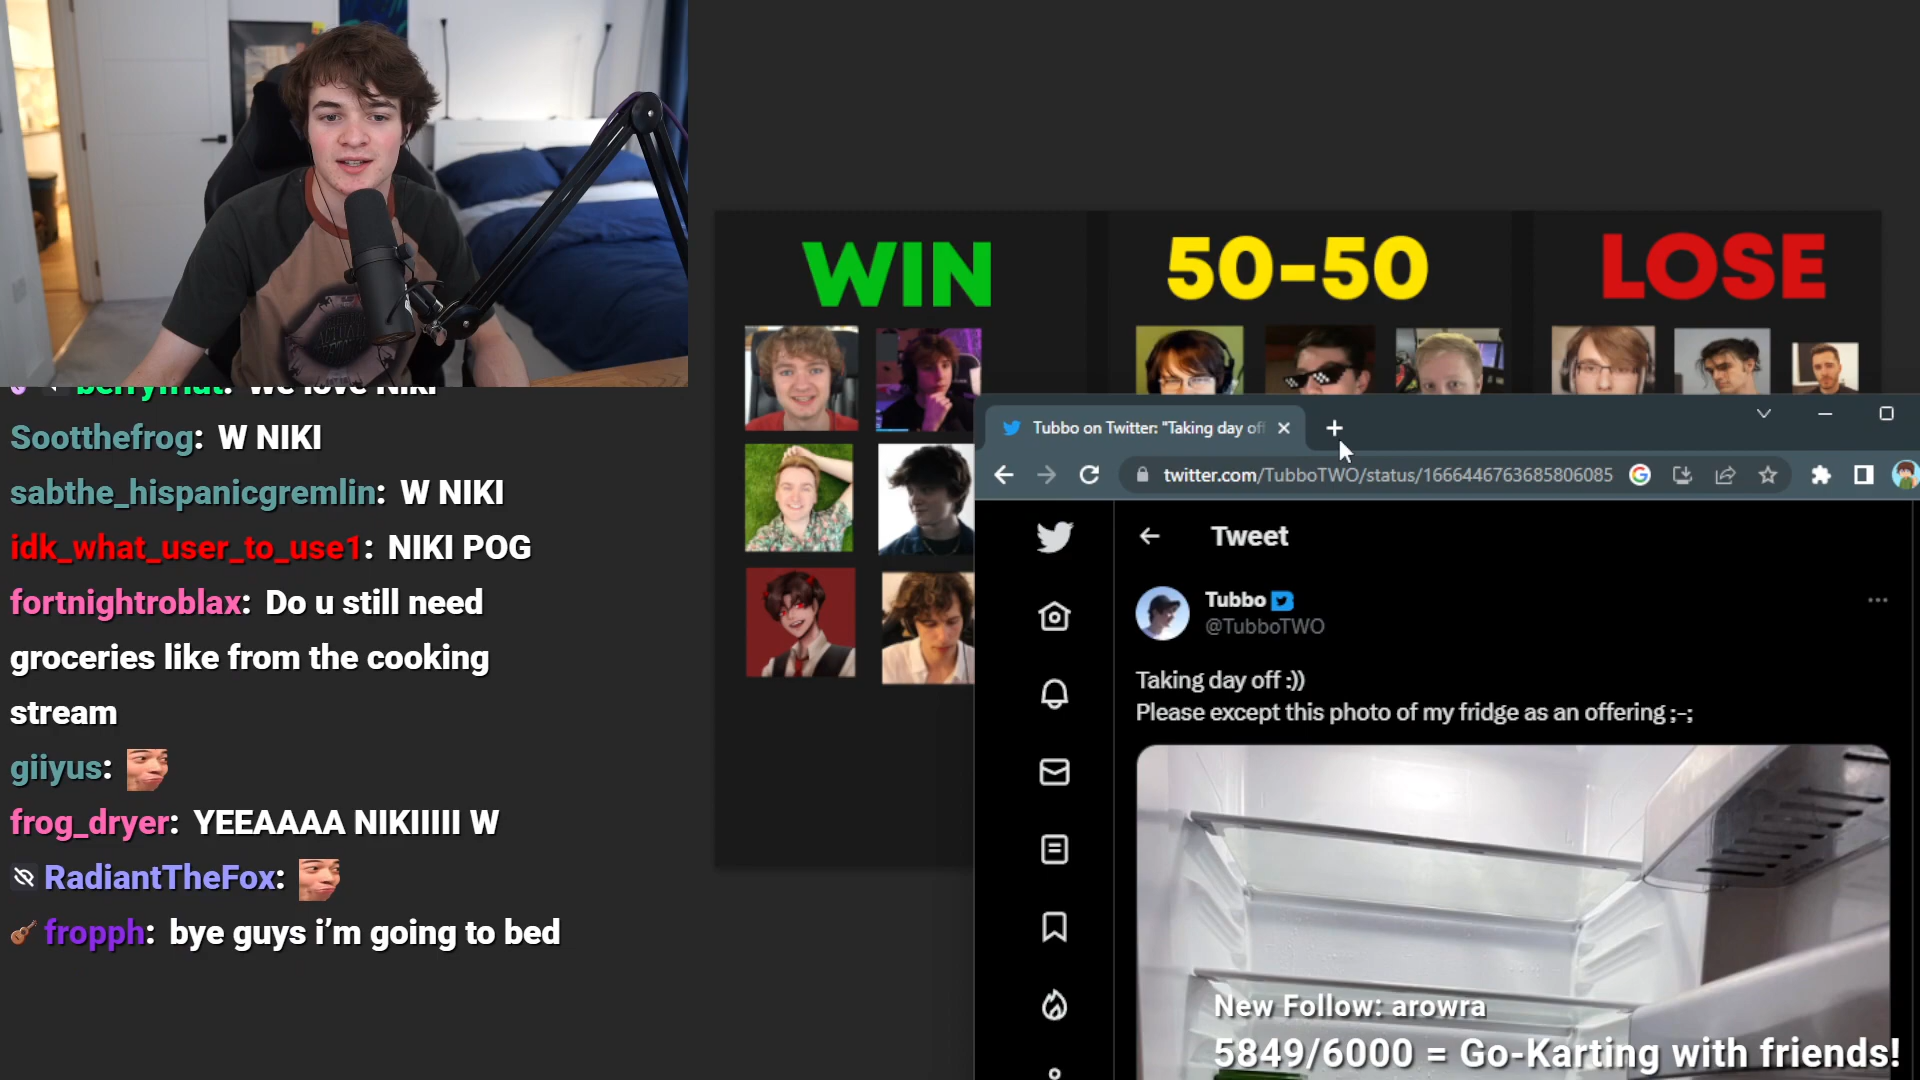 WIN
50-50
LOSE
W NIKI
Soottthefrog: W NIKI
sabthe_hispanicgremlin: W NIKI
idk_what_user_to_use1: NIKI POG
fortnightroblax: Do u still need
groceries like from the cooking
stream
giiyus:
frog_dryer: YEEAAAA NIKIIIII W
RadiantTheFox:
fropph: bye guys i’m going to bed
Tubbo on Twitter: "Taking day off
twitter.com/TubboTWO/status/1666446763685806085
Tweet
Tubbo
@TubboTWO
Taking day off :))
Please except this photo of my fridge as an offering ;-;
New Follow: arowra
5849/6000 = Go-Karting with friends!